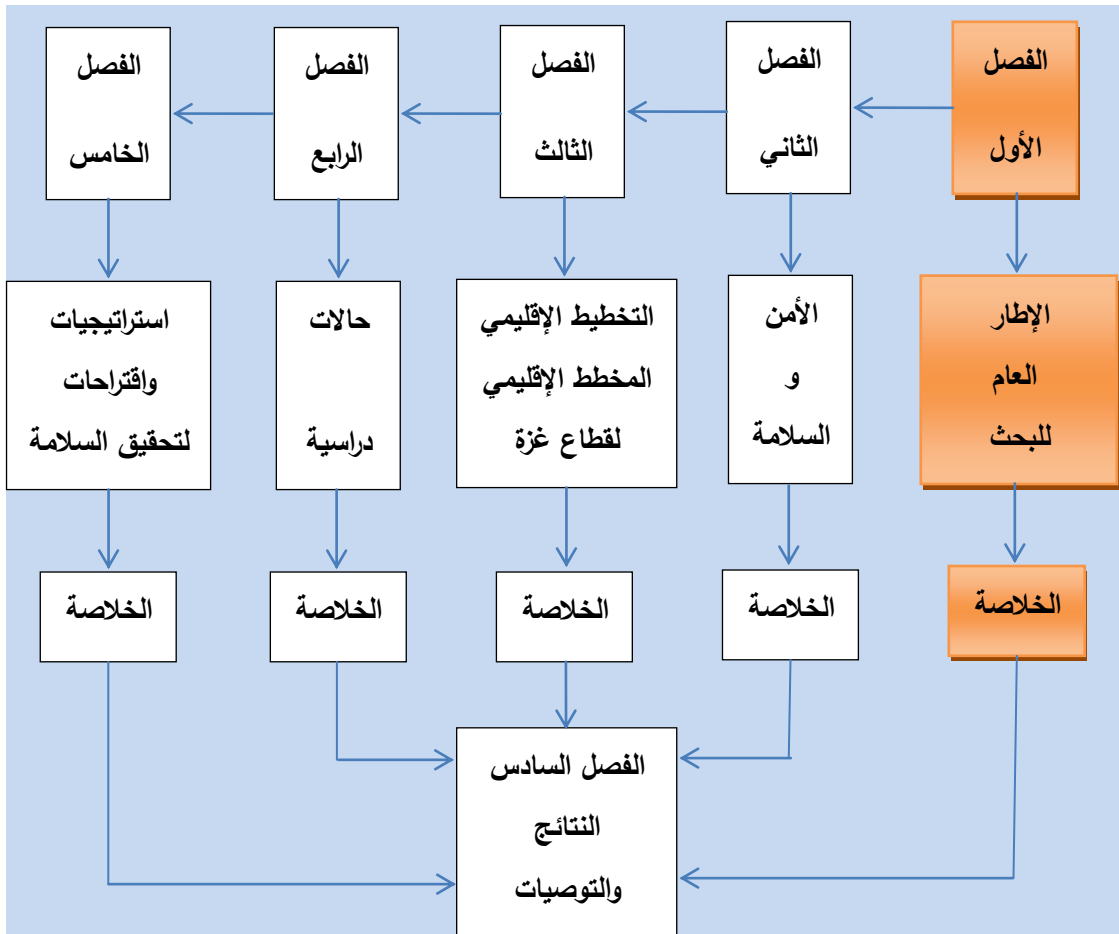 الفصل
الأول
الفصل
الثاني
الفصل
الثالث
الفصل
الرابع
الفصل
الخامس
الإطار
العام
للبحث
الأمن
و
السلامة
التخطيط الإقليمي
المخطط الإقليمي
لقطاع غزة
حالات
دراسية
استراتيجيات
واقتراحات
لتحقيق السلامة
الخلاصة
الخلاصة
الخلاصة
الخلاصة
الخلاصة
الفصل السادس
النتائج
والتوصيات